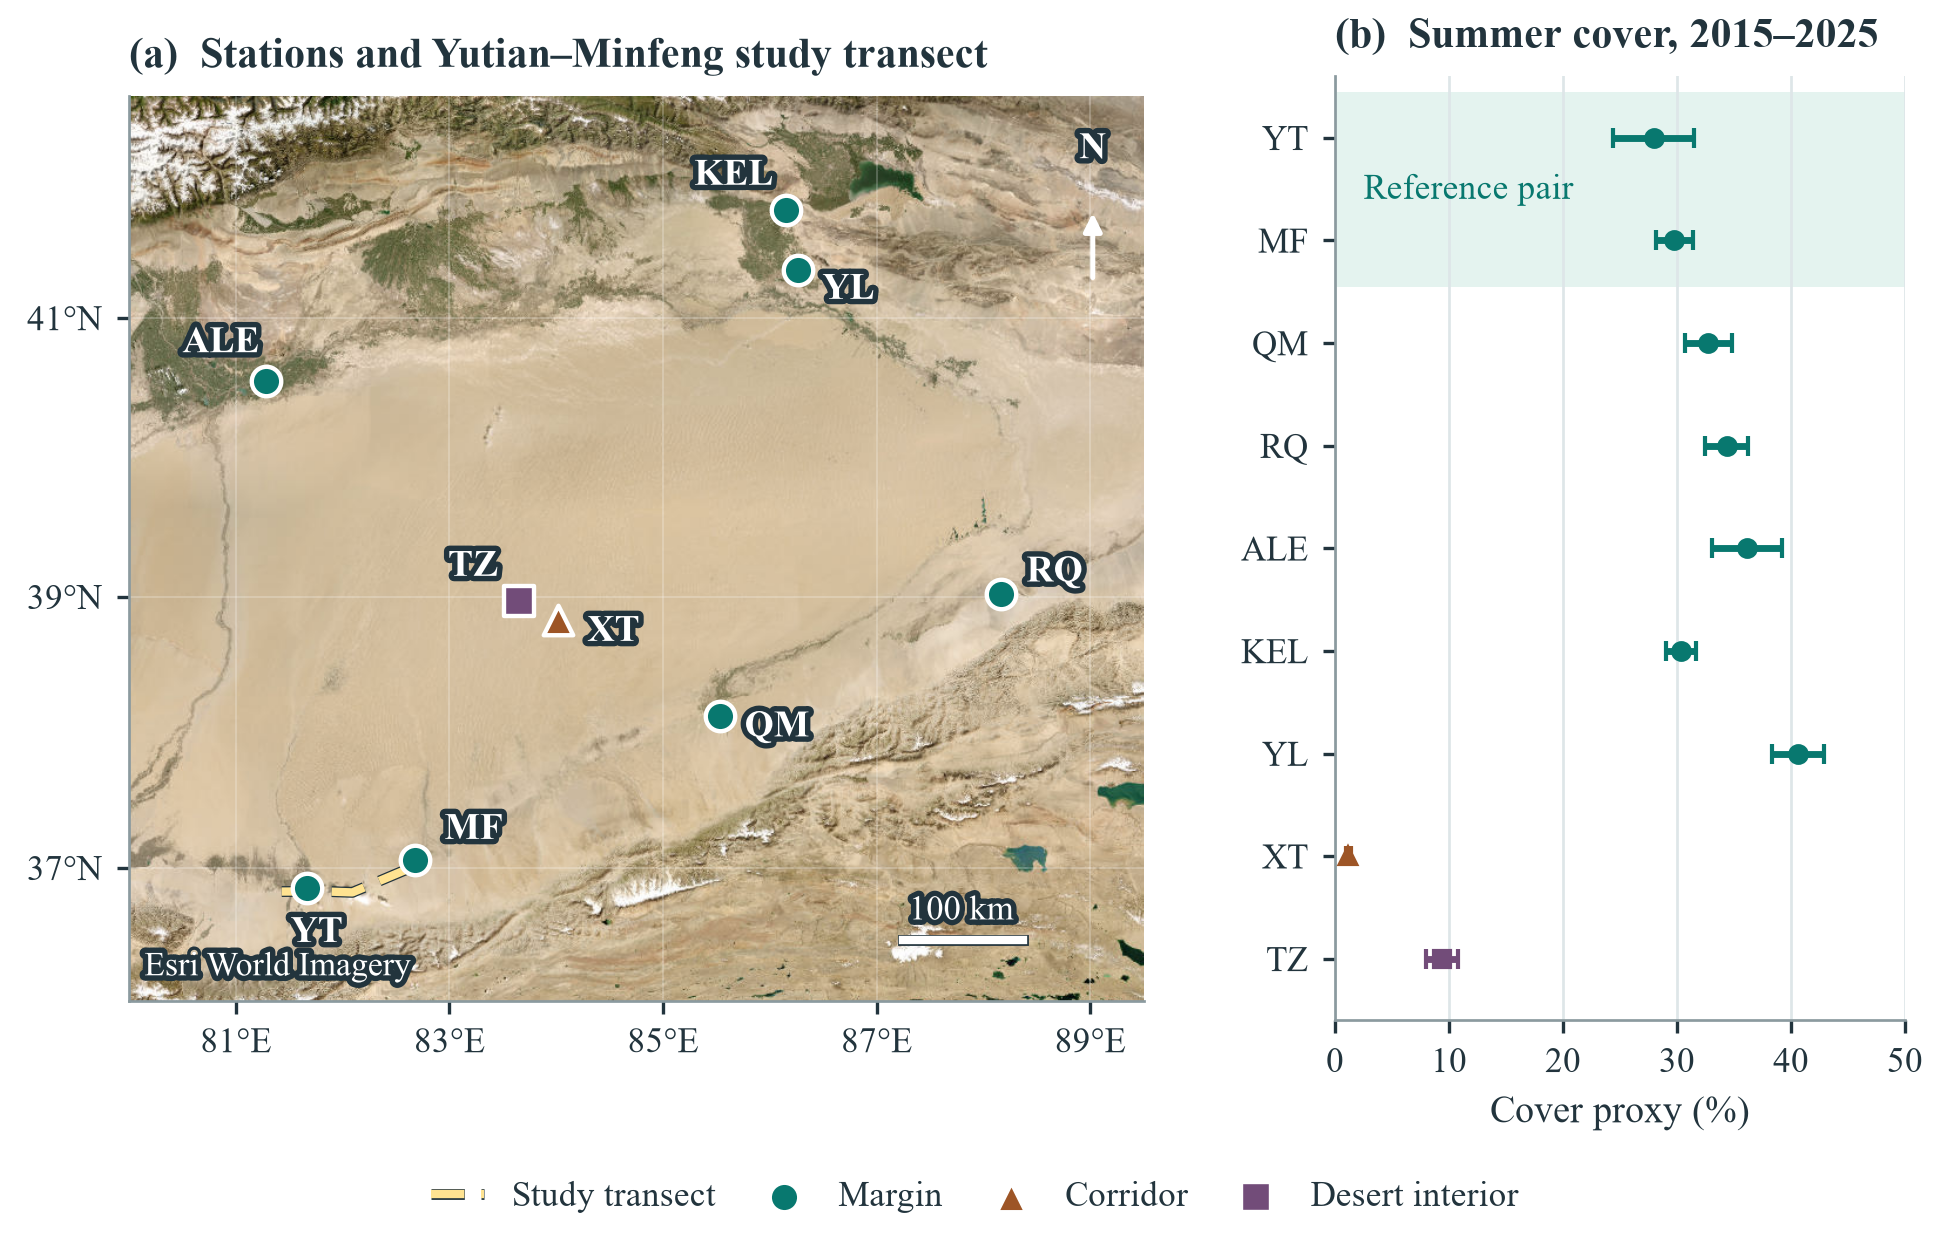 (a) Stations and Yutian–Minfeng study transect
N
KEL
YL
41°N
ALE
TZ
39°N
RQ
XT
QM
MF
37°N
100 km
YT
Esri World Imagery
81°E 83°E 85°E 87°E 89°E
(b) Summer cover, 2015–2025
YT
Reference pair
MF
QM
RQ
ALE
KEL
YL
XT
TZ
0 10 20 30 40 50
Cover proxy (%)
Study transect Margin Corridor Desert interior